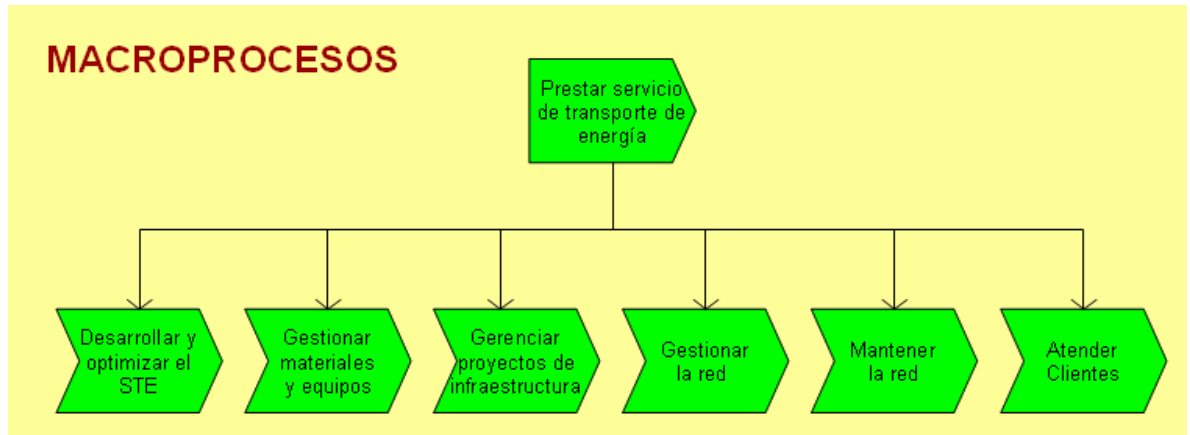 MACROPROCESOS
Prestar servicio
de transporte de
energía
Desarrollar y
optimizar el
STE
Gestionar
materiales
y equipos
Gerenciar
proyectos de
infraestructura
Gestionar
la red
Mantener
la red
Atender
Clientes